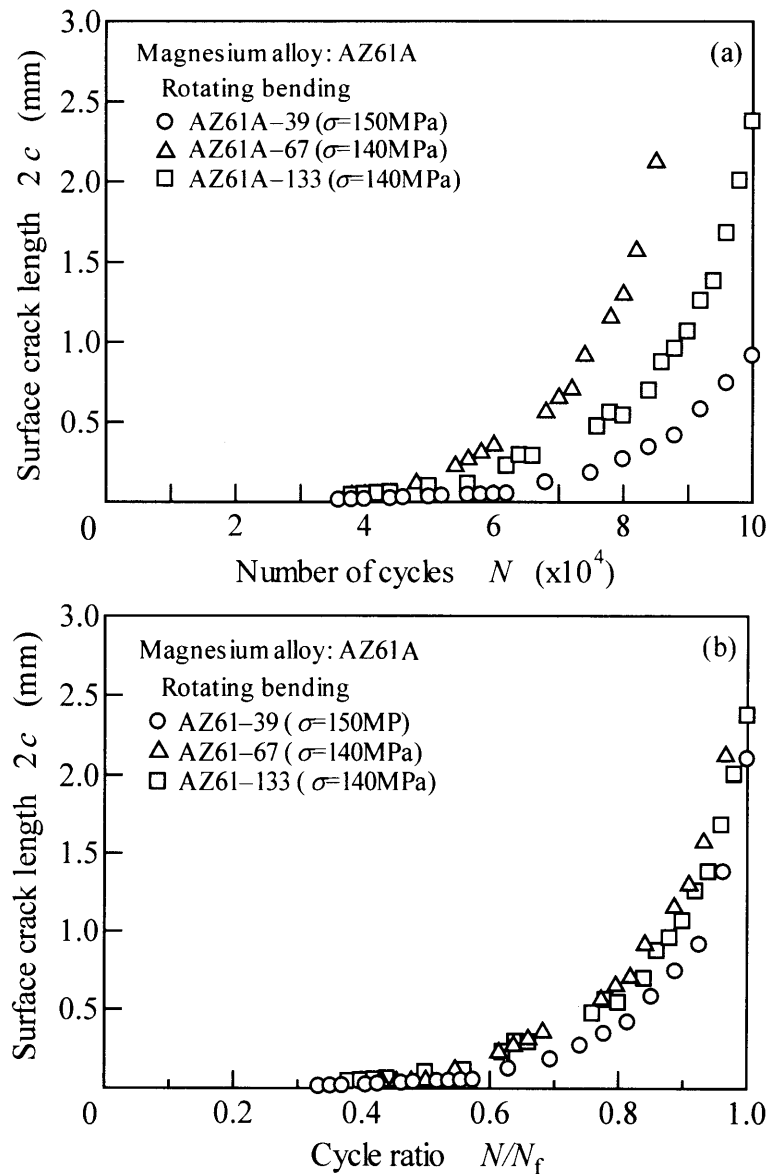 3.0
(a)
Magnesium alloy: AZ61A
Rotating bending
2.5
○ AZ61A–39 (σ=150MPa)
△ AZ61A–67 (σ=140MPa)
2.0
□ AZ61A–133 (σ=140MPa)
1.5
1.0
0.5
Surface crack length 2c (mm)
0 2 4 6 8 10
Number of cycles N (x10⁴)
3.0
(b)
Magnesium alloy: AZ61A
Rotating bending
2.5
○ AZ61–39 ( σ=150MP)
△ AZ61–67 ( σ=140MPa)
2.0
□ AZ61–133 ( σ=140MPa)
1.5
1.0
0.5
Surface crack length 2c (mm)
0 0.2 0.4 0.6 0.8 1.0
Cycle ratio N/Nf